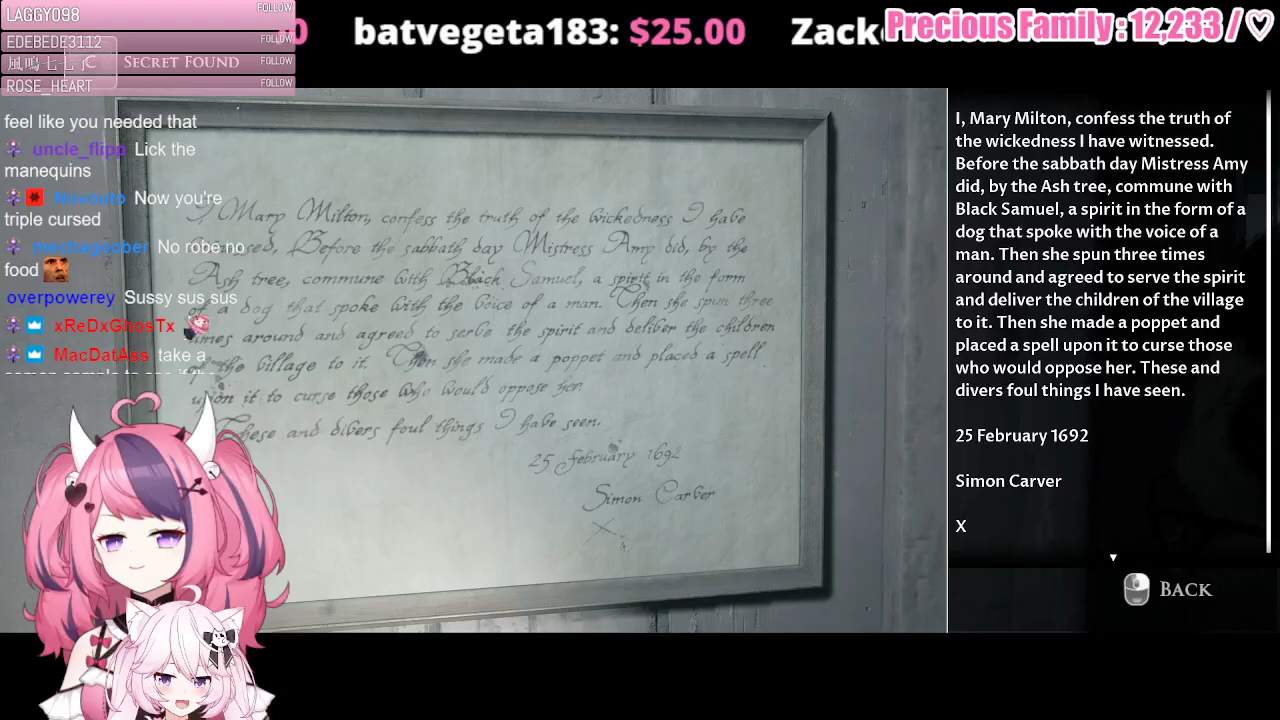 LAGGY098 FOLLOW
EDEBEDE3112 FOLLOW
SECRET FOUND FOLLOW
ROSE_HEART FOLLOW
batvegeta183: $25.00 Zack
Precious Family : 12,233 / ♡
feel like you needed that
uncle_flipp Lick the
manequins
Novouto Now you're
triple cursed
mechagoober No robe no
food
overpowerey Sussy sus sus
xReDxGhosTx
MacDatAss take a
I, Mary Milton, confess the truth of the wickedness I have
Before the sabbath day Mistress Amy did, by the
Ash tree, commune with Black Samuel, a spirit in the form
of a dog that spoke with the voice of a man. Then she spun three
times around and agreed to serve the spirit and deliver the children
of the village to it. Then she made a poppet and placed a spell
upon it to curse those who would oppose her.
These and divers foul things I have seen.
25 February 1692
Simon Carver
X
I, Mary Milton, confess the truth of
the wickedness I have witnessed.
Before the sabbath day Mistress Amy
did, by the Ash tree, commune with
Black Samuel, a spirit in the form of a
dog that spoke with the voice of a
man. Then she spun three times
around and agreed to serve the spirit
and deliver the children of the village
to it. Then she made a poppet and
placed a spell upon it to curse those
who would oppose her. These and
divers foul things I have seen.
25 February 1692
Simon Carver
X
BACK